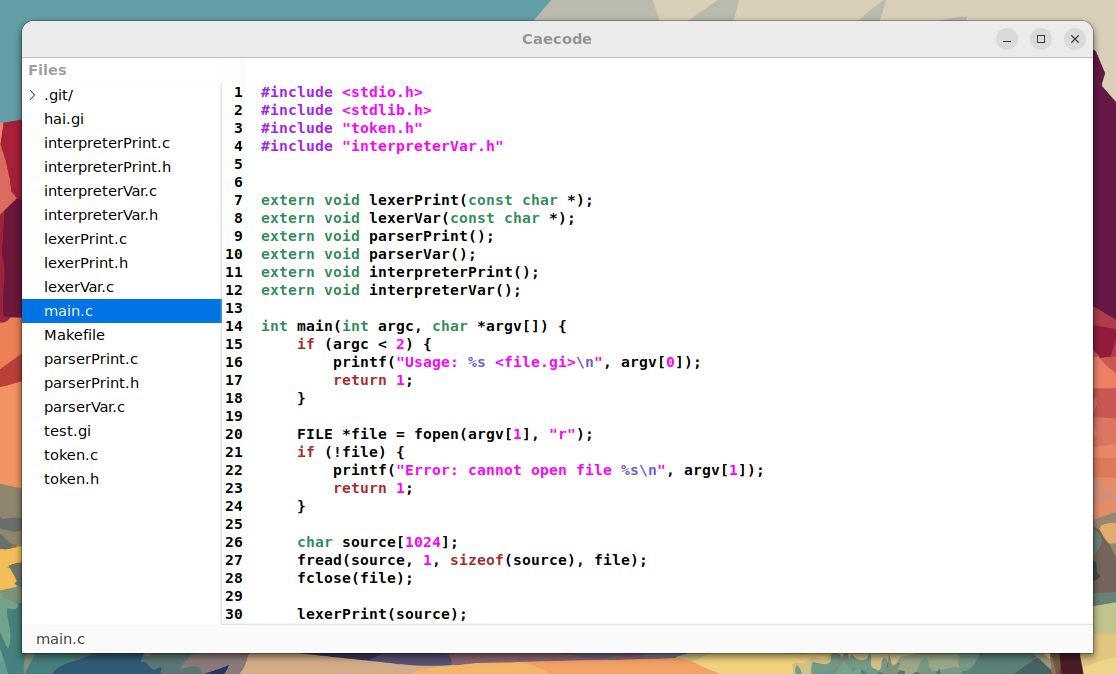 Caecode
Files
.git/
hai.gi
interpreterPrint.c
interpreterPrint.h
interpreterVar.c
interpreterVar.h
lexerPrint.c
lexerPrint.h
lexerVar.c
main.c
Makefile
parserPrint.c
parserPrint.h
parserVar.c
test.gi
token.c
token.h
1 #include <stdio.h>
2 #include <stdlib.h>
3 #include "token.h"
4 #include "interpreterVar.h"
5
6
7 extern void lexerPrint(const char *);
8 extern void lexerVar(const char *);
9 extern void parserPrint();
10 extern void parserVar();
11 extern void interpreterPrint();
12 extern void interpreterVar();
13
14 int main(int argc, char *argv[]) {
15     if (argc < 2) {
16         printf("Usage: %s <file.gi>\n", argv[0]);
17         return 1;
18     }
19
20     FILE *file = fopen(argv[1], "r");
21     if (!file) {
22         printf("Error: cannot open file %s\n", argv[1]);
23         return 1;
24     }
25
26     char source[1024];
27     fread(source, 1, sizeof(source), file);
28     fclose(file);
29
30     lexerPrint(source);
main.c